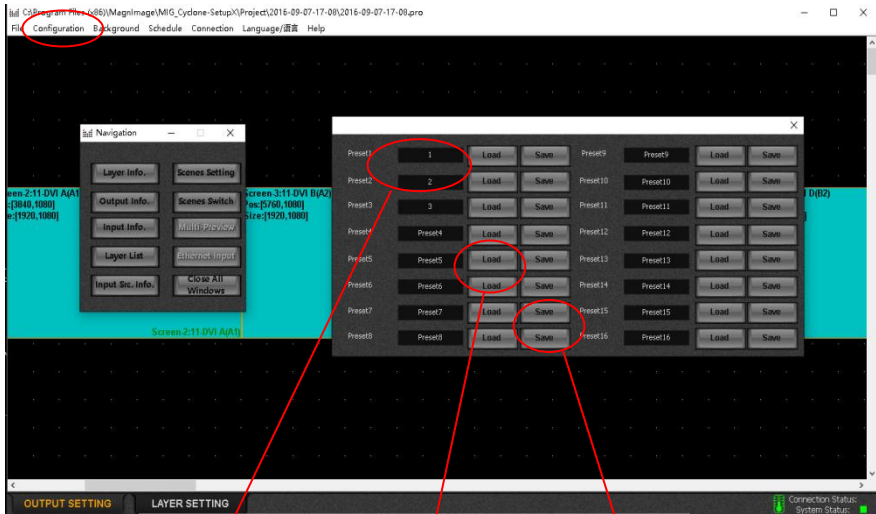 C:\Program Files (x86)\MagnImage\MIG_Cyclone-SetupX\Project\2016-09-07-17-08\2016-09-07-17-08.pro
File Configuration Background Schedule Connection Language/语言 Help
Navigation
Layer Info. Scenes Setting
Output Info. Scenes Switch
Input Info. Multi-Preview
Layer List Ethernet Input
Input Src. Info. Close All
Windows
Preset1 1 Load Save Preset9 Preset9 Load Save
Preset2 2 Load Save Preset10 Preset10 Load Save
Preset3 3 Load Save Preset11 Preset11 Load Save
Preset4 Preset4 Load Save Preset12 Preset12 Load Save
Preset5 Preset5 Load Save Preset13 Preset13 Load Save
Preset6 Preset6 Load Save Preset14 Preset14 Load Save
Preset7 Preset7 Load Save Preset15 Preset15 Load Save
Preset8 Preset8 Load Save Preset16 Preset16 Load Save
een-2:11-DVI A(A1
:[3840,1080]
e:[1920,1080]
Screen-3:11-DVI B(A2)
Pos:[5760,1080]
Size:[1920,1080]
D(B2)
Screen-2:11-DVI A(A1)
OUTPUT SETTING LAYER SETTING
Connection Status:
System Status: